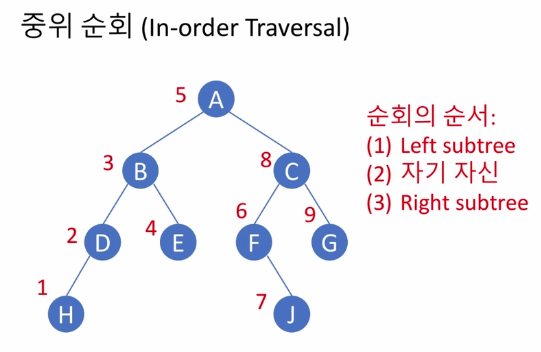 중위 순회 (In-order Traversal)
5 A
순회의 순서:
(1) Left subtree
(2) 자기 자신
(3) Right subtree
3 B
8 C
2 D
4 E
6 F
9 G
1 H
7 J